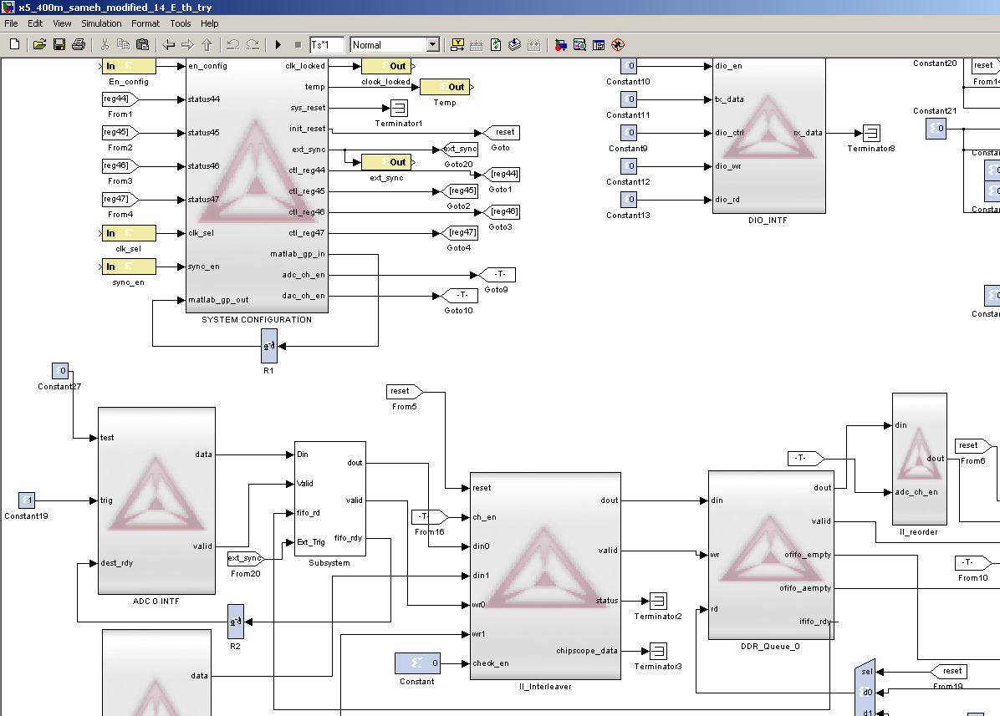 x5_400m_sameh_modified_14_E_th_try
File Edit View Simulation Format Tools Help
Ts*1 Normal
In
En_config
[reg44]
From1
[reg45]
From2
[reg46]
From3
[reg47]
From4
In
clk_sel
In
sync_en
en_config
status44
status45
status46
status47
clk_sel
sync_en
matlab_gp_out
clk_locked
temp
sys_reset
init_reset
ext_sync
ctl_reg44
ctl_reg45
ctl_reg46
ctl_reg47
matlab_gp_in
adc_ch_en
dac_ch_en
SYSTEM CONFIGURATION
Out
clock_locked
Out
Temp
Terminator1
reset
Goto
ext_sync
Goto20
Out
ext_sync
[reg44]
Goto1
[reg45]
Goto2
[reg46]
Goto3
[reg47]
Goto4
-T-
Goto9
-T-
Goto10
R1
0
Constant10
0
Constant11
0
Constant9
0
Constant12
0
Constant13
dio_en
tx_data
dio_ctrl
dio_wr
dio_rd
rx_data
DIO_INTF
Terminator8
Constant20
reset
From14
Constant21
0
Constan
Constan
Constan
0
Constant27
1
Constant19
test
trig
dest_rdy
data
valid
ADC 0 INTF
Din
Valid
fifo_rd
Ext_Trig
dout
valid
fifo_rdy
Subsystem
ext_sync
From20
R2
data
reset
From5
-T-
From16
reset
ch_en
din0
din1
wr0
wr1
check_en
dout
valid
status
chipscope_data
II_Interleaver
0
Constant
Terminator2
Terminator3
din
wr
rd
dout
valid
ofifo_empty
ofifo_aempty
ififo_rdy
DDR_Queue_0
-T-
din
adc_ch_en
dout
II_reorder
reset
From6
-T-
From10
sel
d0
d1
reset
From19